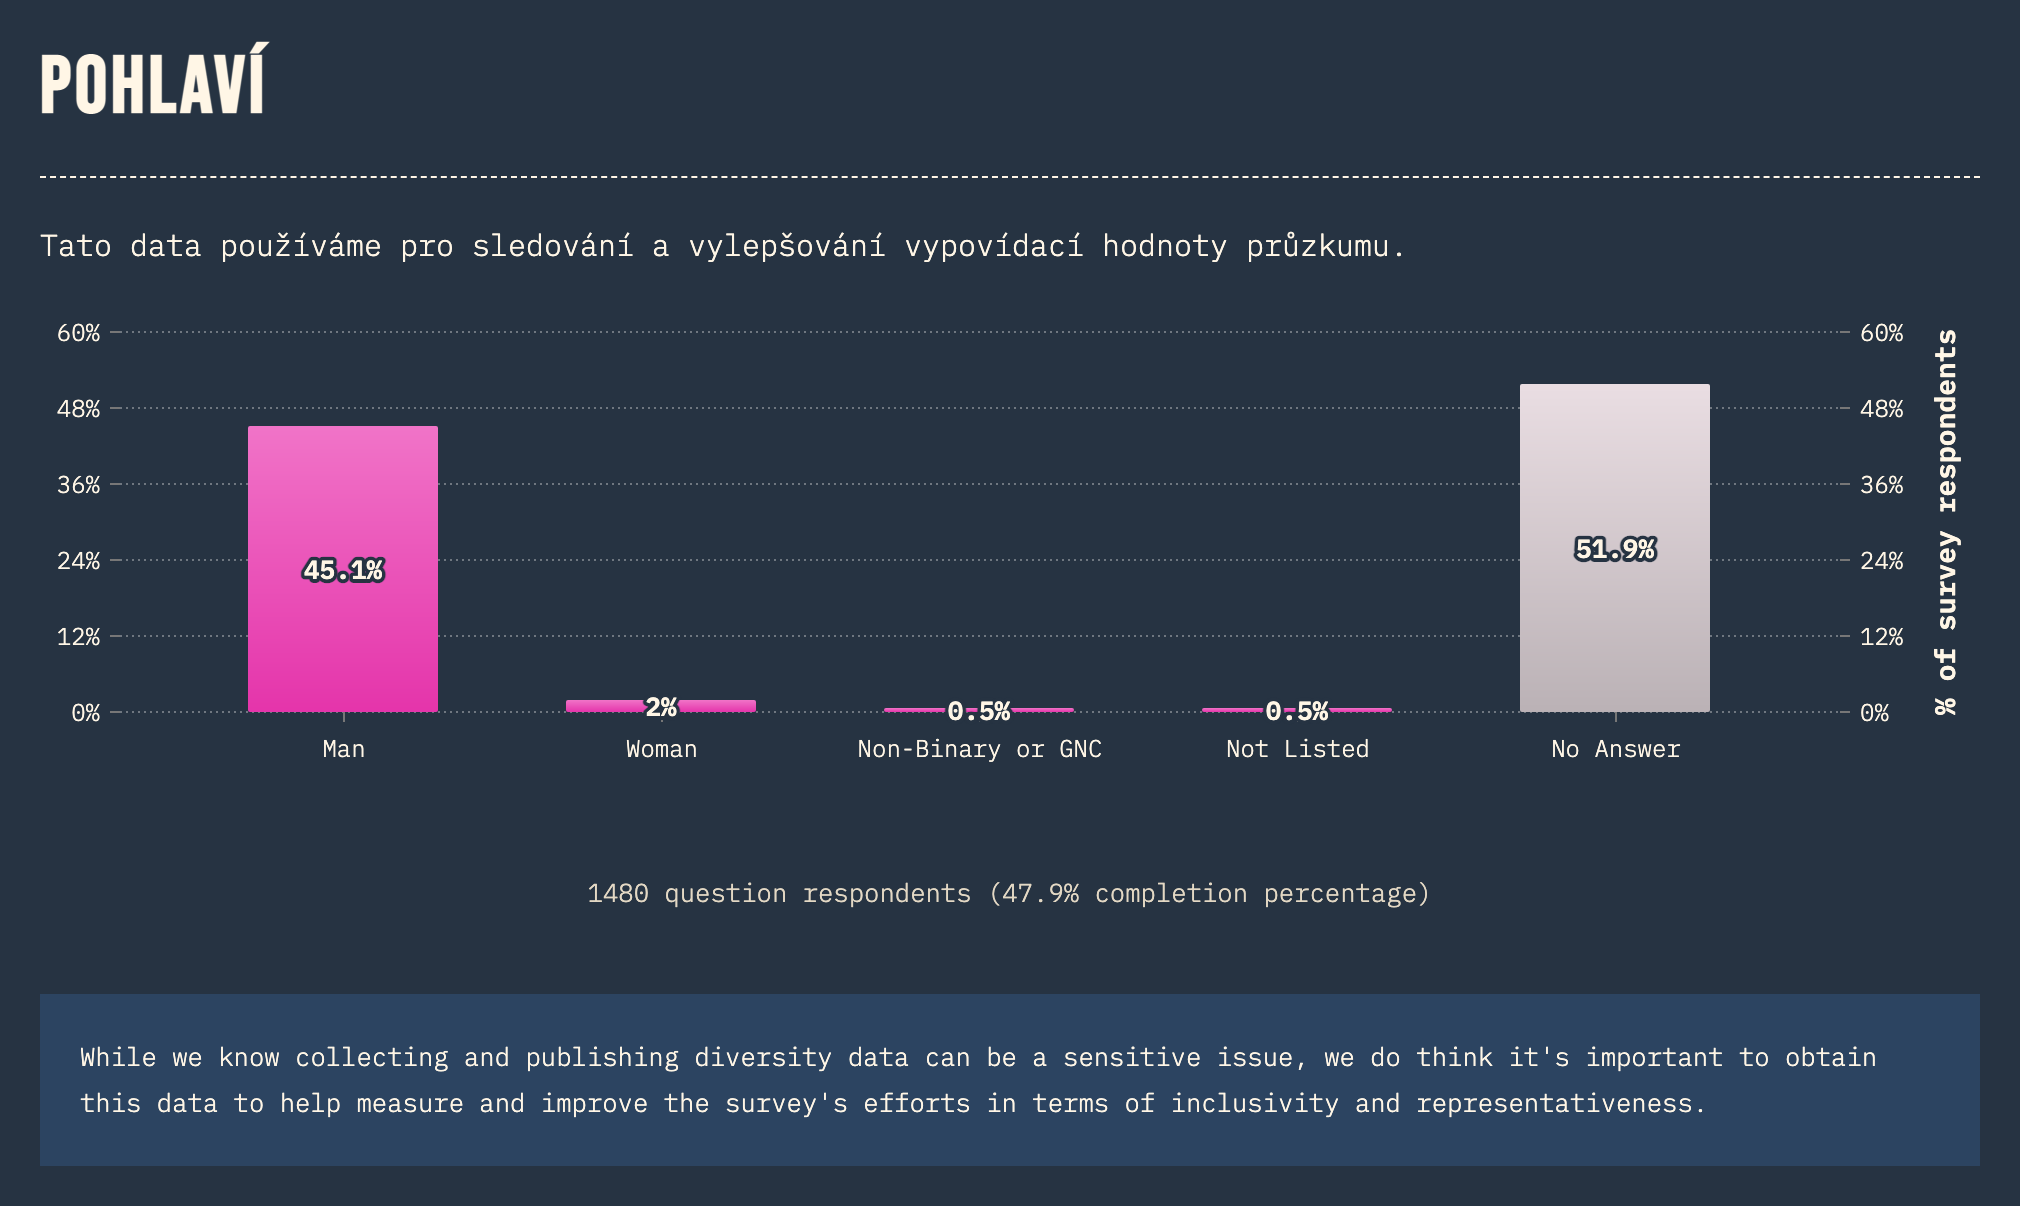 POHLAVÍ
Tato data používáme pro sledování a vylepšování vypovídací hodnoty průzkumu.
60% 60%
48% 48%
36% 36%
24% 24%
12% 12%
0% 0%
% of survey respondents
45.1% 2% 0.5% 0.5% 51.9%
Man Woman Non-Binary or GNC Not Listed No Answer
1480 question respondents (47.9% completion percentage)
While we know collecting and publishing diversity data can be a sensitive issue, we do think it's important to obtain
this data to help measure and improve the survey's efforts in terms of inclusivity and representativeness.